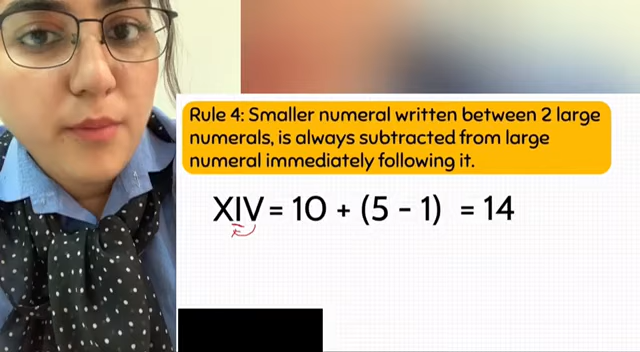 Rule 4: Smaller numeral written between 2 large
numerals, is always subtracted from large
numeral immediately following it.
XIV = 10 + (5 - 1) = 14